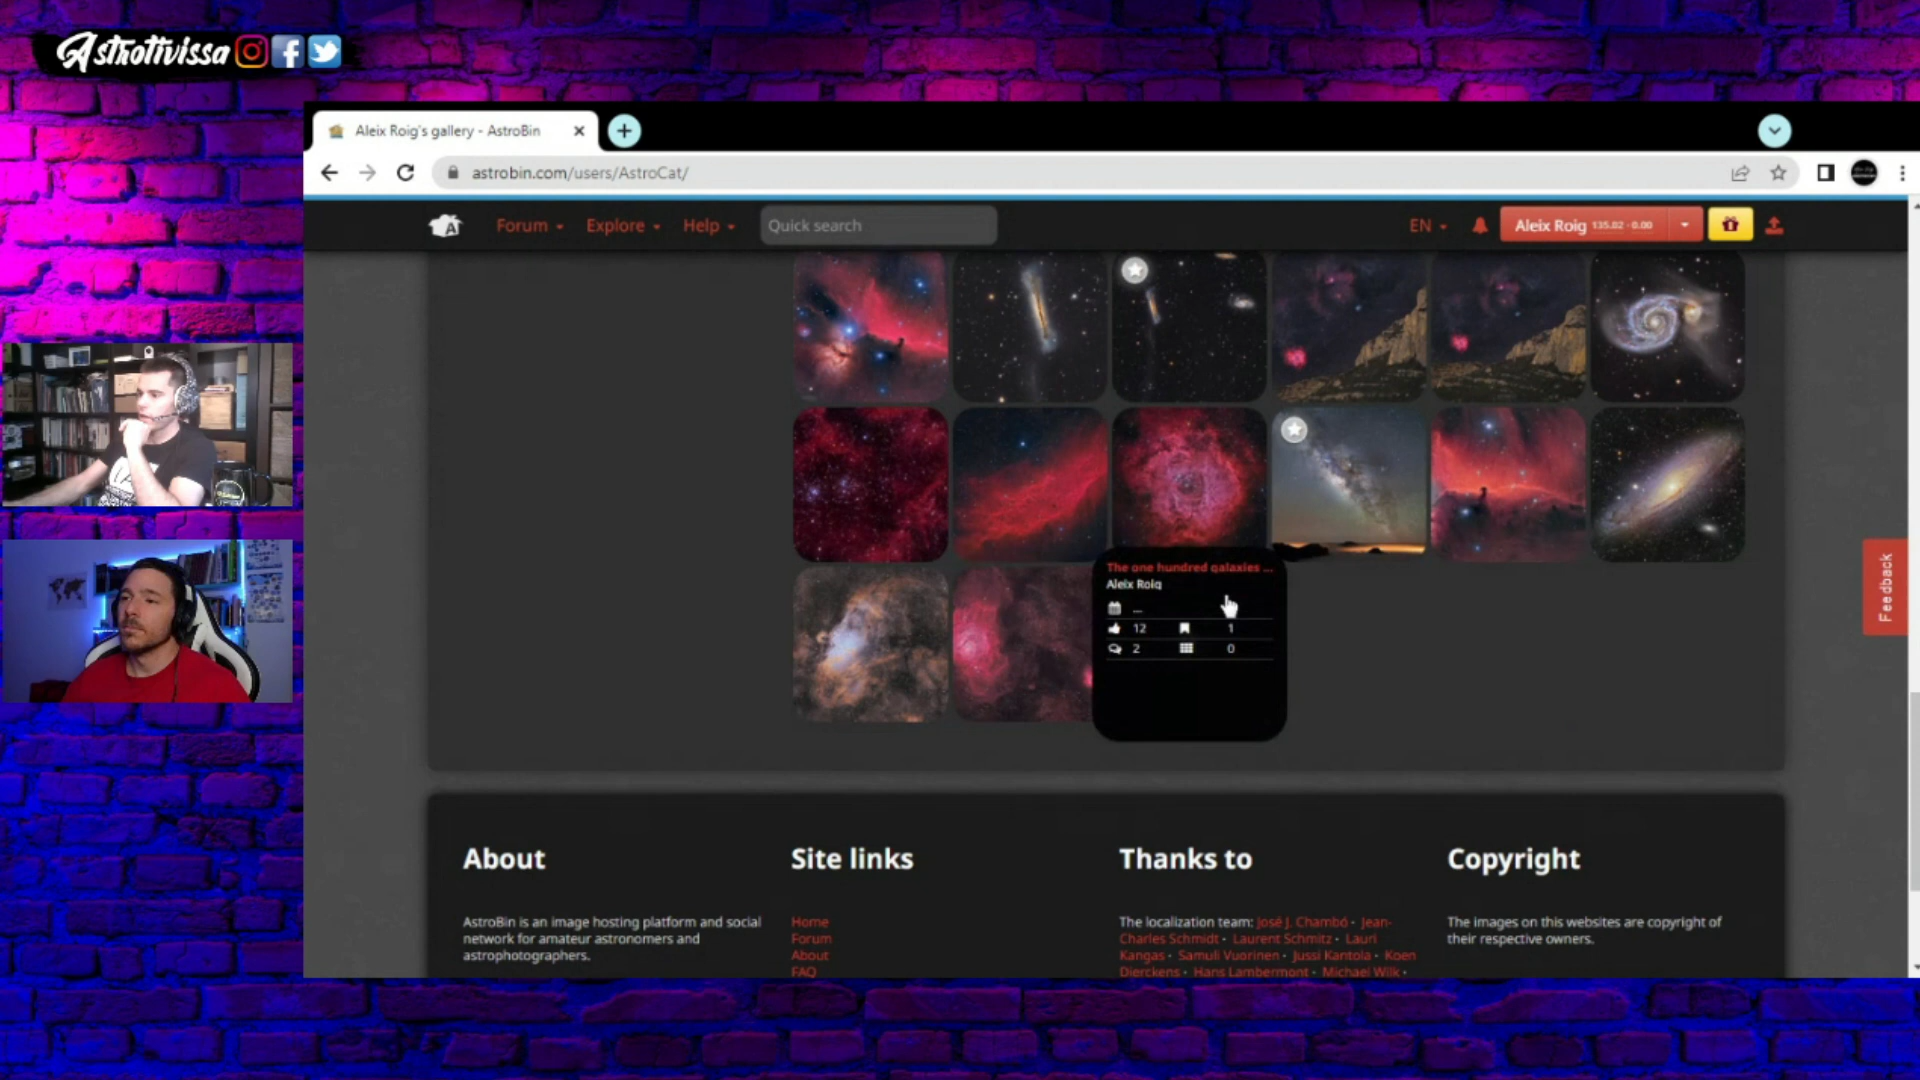 Astrotivissa
Aleix Roig's gallery - AstroBin
astrobin.com/users/AstroCat/
A
Forum
Explore
Help
Quick search
EN
Aleix Roig 135.82 · 0.00
The one hundred galaxies ...
Aleix Roig
...
12
1
2
0
Feedback
About
Site links
Thanks to
Copyright
AstroBin is an image hosting platform and social
network for amateur astronomers and
astrophotographers.
Home
Forum
About
FAQ
The localization team: José J. Chambó · Jean-
Charles Schmidt · Laurent Schmitz · Lauri
Kangas · Samuli Vuorinen · Jussi Kantola · Koen
Dierckens · Hans Lambermont · Michael Wilk ·
The images on this websites are copyright of
their respective owners.